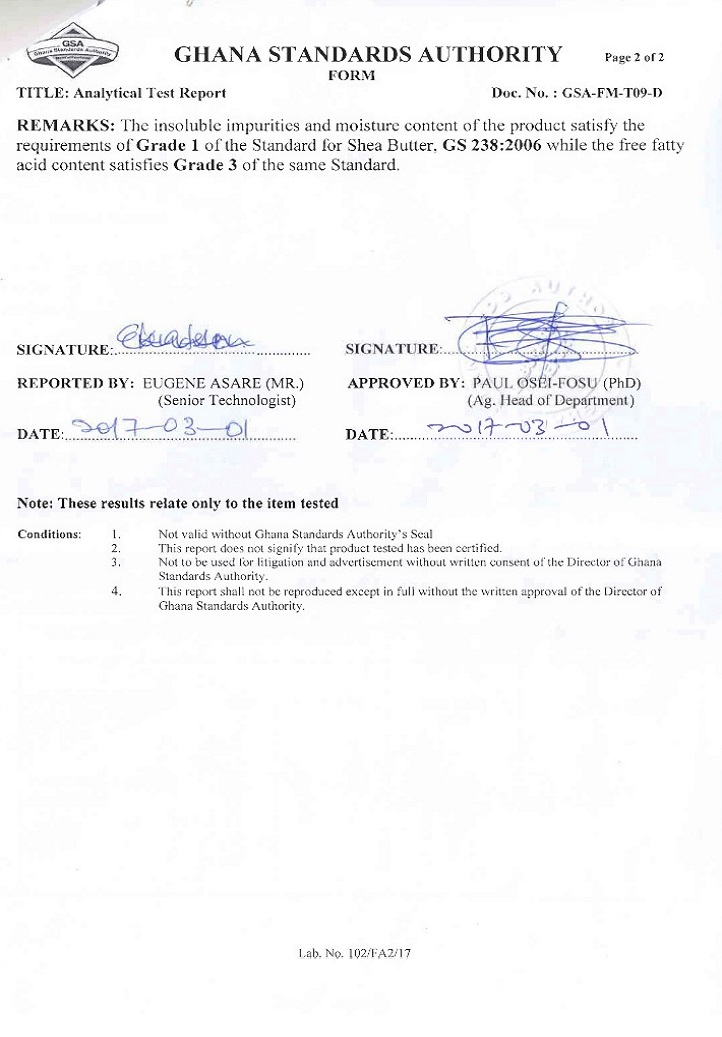 GSA
Ghana Standards Authority
GHANA STANDARDS AUTHORITY
Page 2 of 2
FORM
TITLE: Analytical Test Report
Doc. No. : GSA-FM-T09-D
REMARKS: The insoluble impurities and moisture content of the product satisfy the
requirements of Grade 1 of the Standard for Shea Butter, GS 238:2006 while the free fatty
acid content satisfies Grade 3 of the same Standard.
SIGNATURE:
SIGNATURE:
REPORTED BY: EUGENE ASARE (MR.)
(Senior Technologist)
APPROVED BY: PAUL OSEI-FOSU (PhD)
(Ag. Head of Department)
DATE: 2017-03-01
DATE: 2017-03-01
Note: These results relate only to the item tested
Conditions: 1. Not valid without Ghana Standards Authority's Seal
2. This report does not signify that product tested has been certified.
3. Not to be used for litigation and advertisement without written consent of the Director of Ghana
Standards Authority.
4. This report shall not be reproduced except in full without the written approval of the Director of
Ghana Standards Authority.
Lab. No. 102/FA2/17